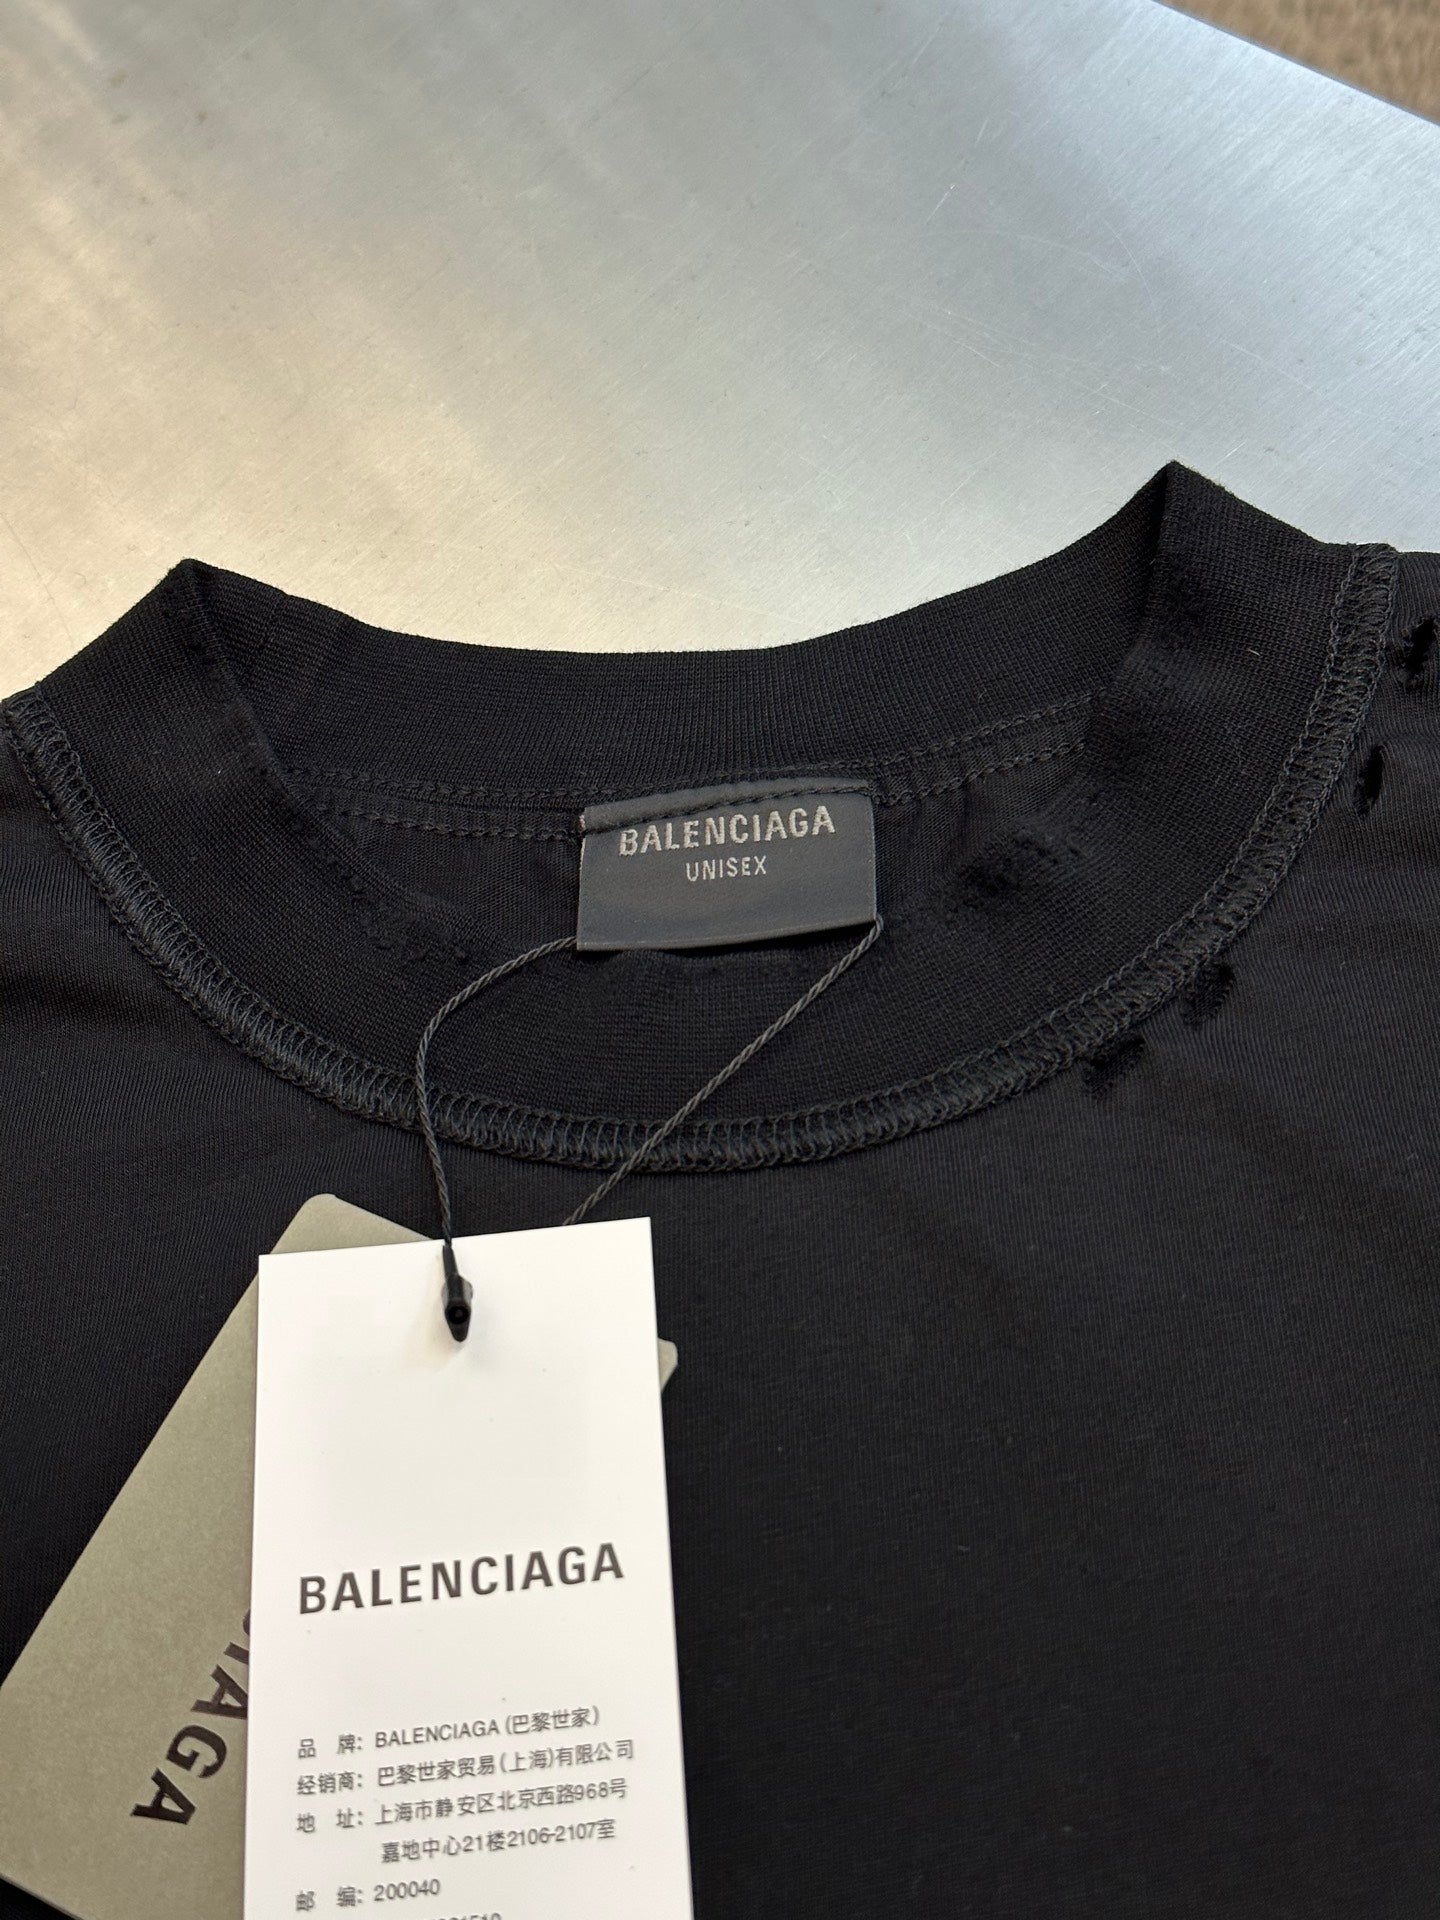 BALENCIAGA
UNISEX
BALENCIAGA
品 牌: BALENCIAGA (巴黎世家)
经销商: 巴黎世家贸易(上海)有限公司
地 址: 上海市静安区北京西路968号
嘉地中心21楼2106-2107室
邮 编: 200040
IAGA